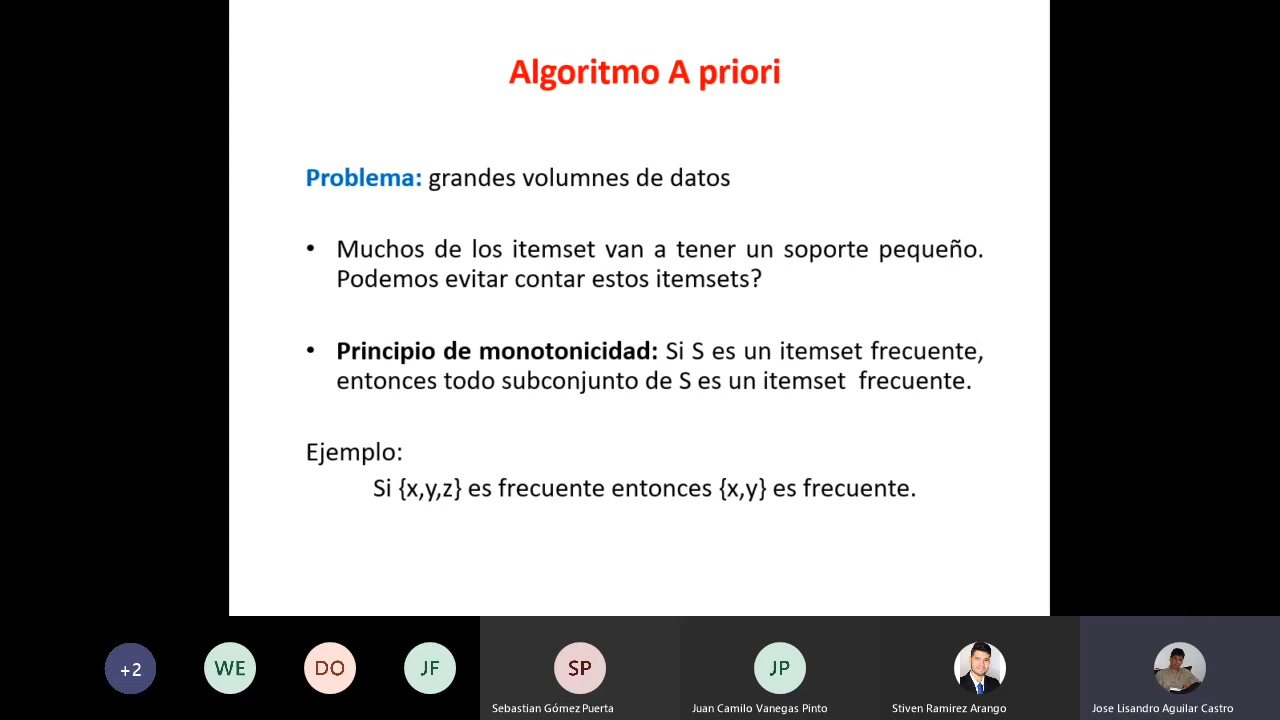 Algoritmo A priori
Problema: grandes volumnes de datos
• Muchos de los itemset van a tener un soporte pequeño.
Podemos evitar contar estos itemsets?
• Principio de monotonicidad: Si S es un itemset frecuente,
entonces todo subconjunto de S es un itemset frecuente.
Ejemplo:
Si {x,y,z} es frecuente entonces {x,y} es frecuente.
+2
WE
DO
JF
SP
JP
Sebastian Gómez Puerta
Juan Camilo Vanegas Pinto
Stiven Ramirez Arango
Jose Lisandro Aguilar Castro